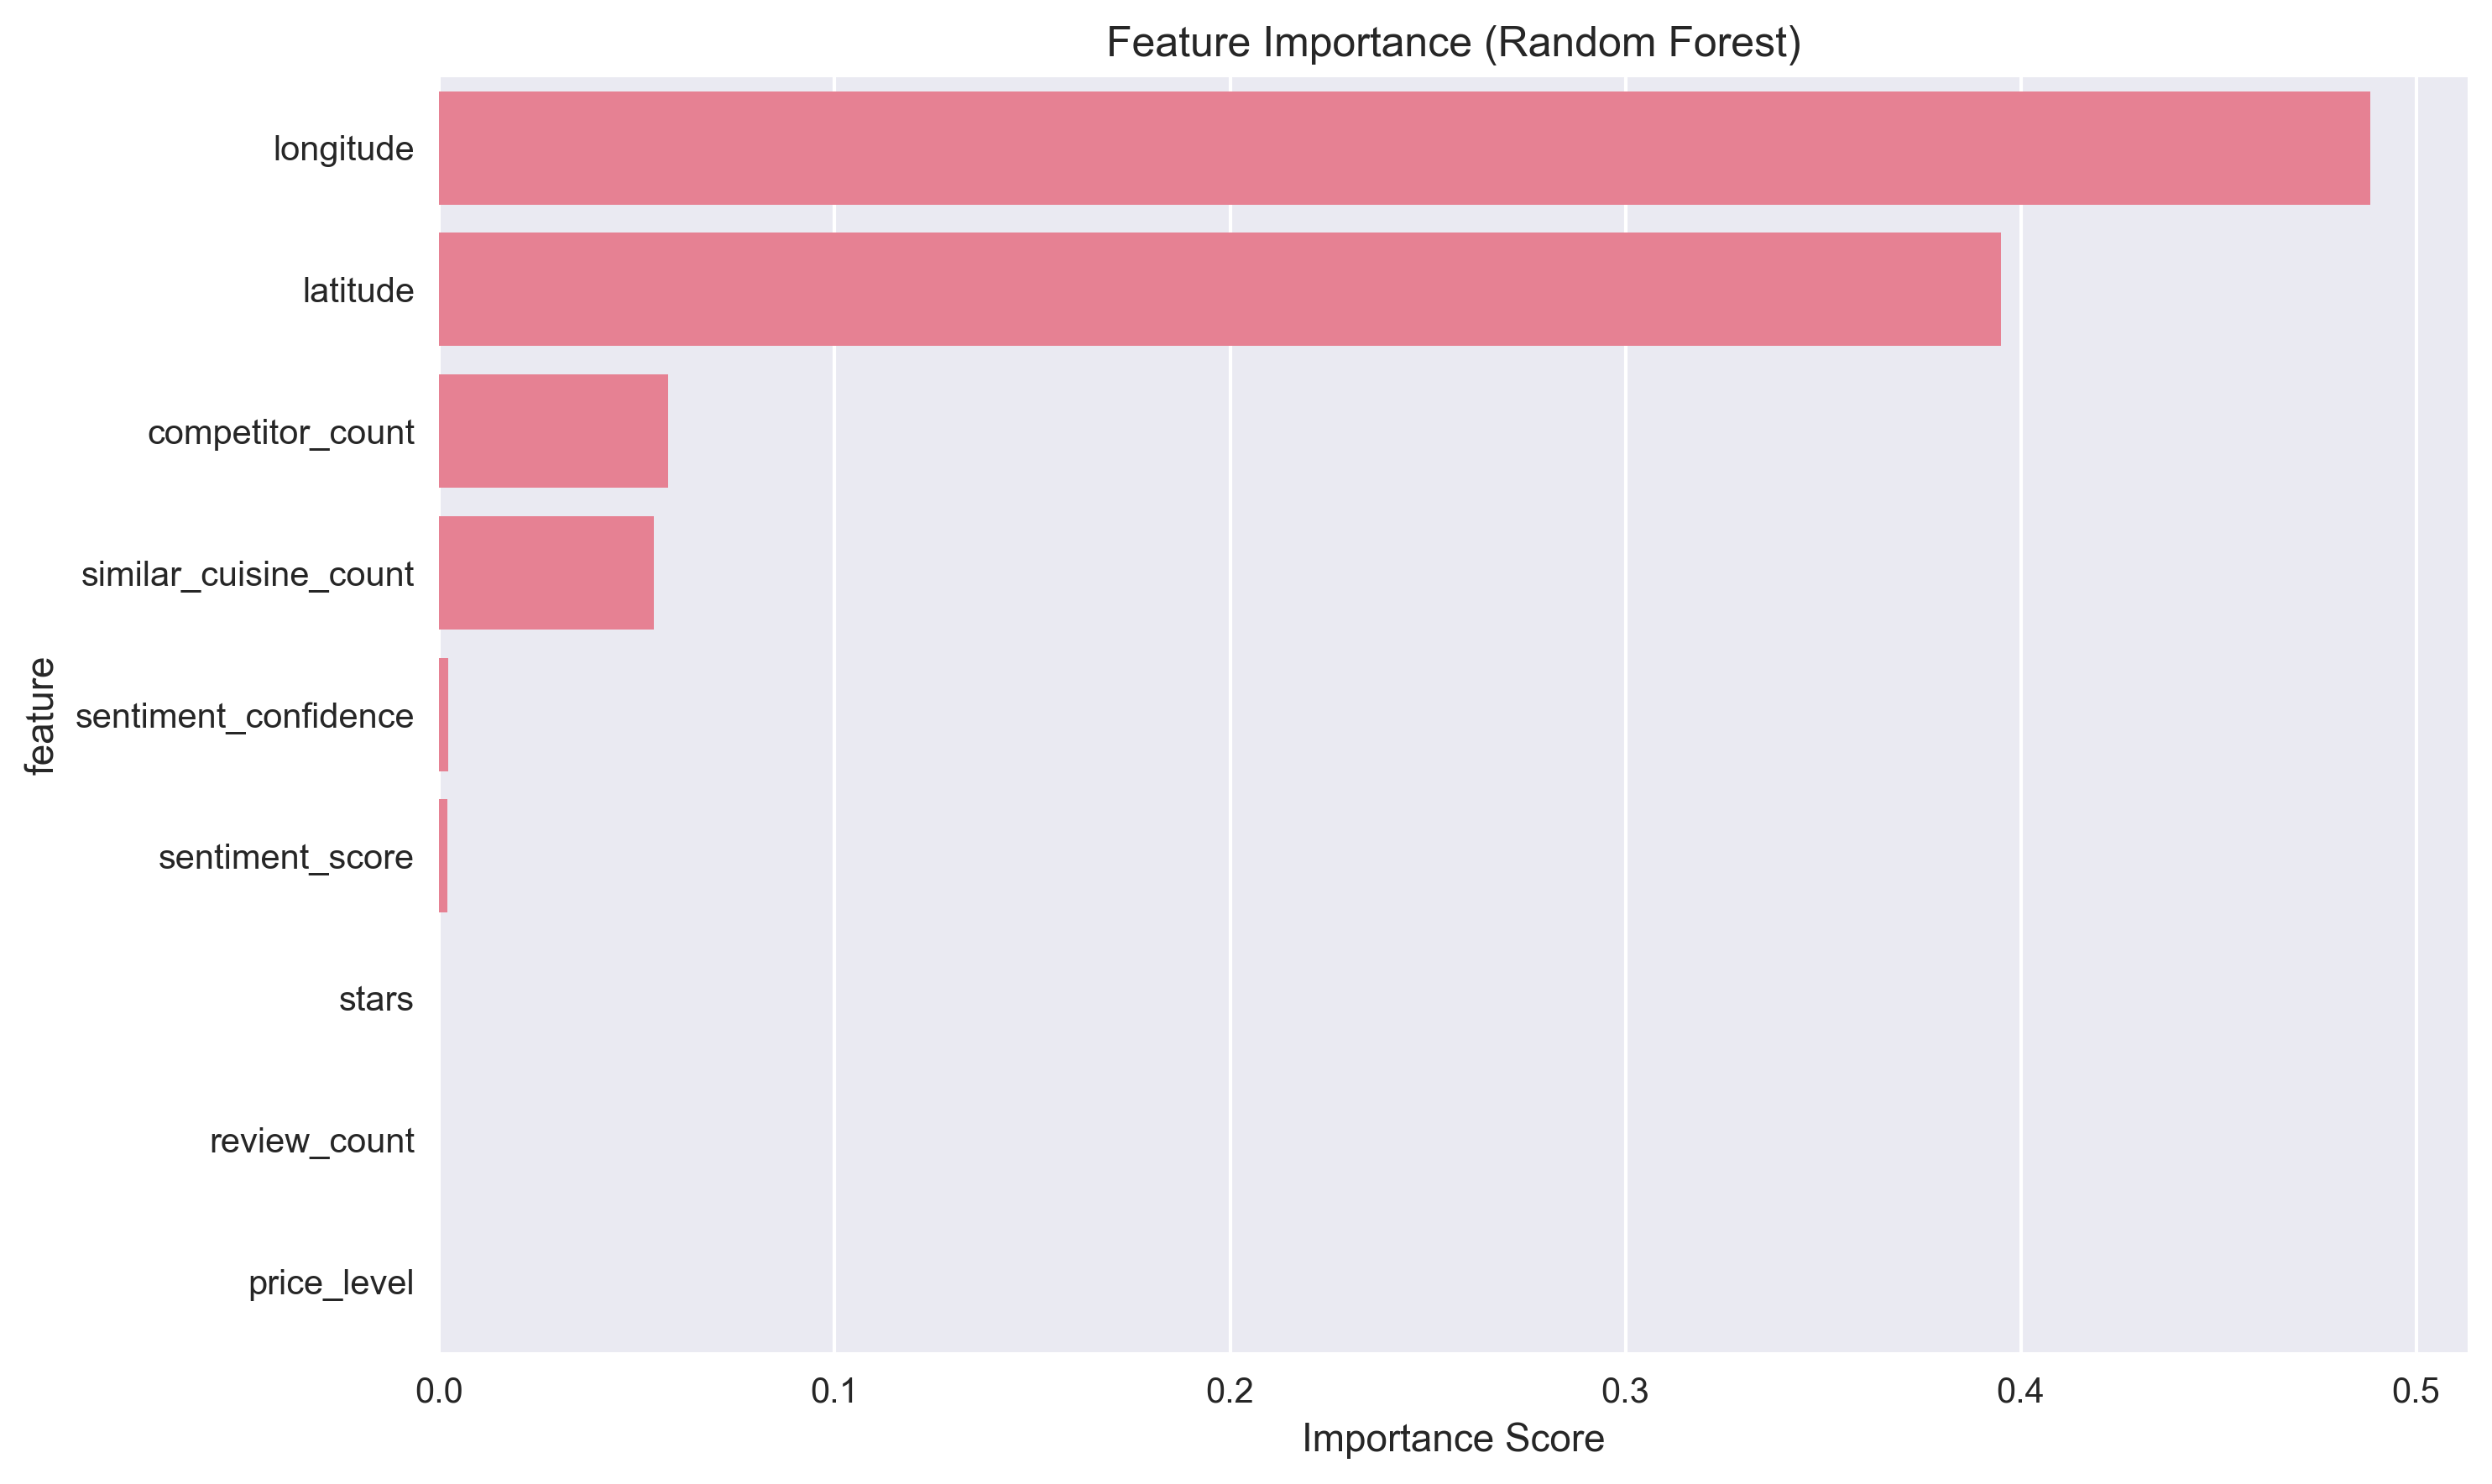 Feature Importance (Random Forest)
longitude
latitude
competitor_count
similar_cuisine_count
sentiment_confidence
sentiment_score
stars
review_count
price_level
feature
0.0 0.1 0.2 0.3 0.4 0.5
Importance Score